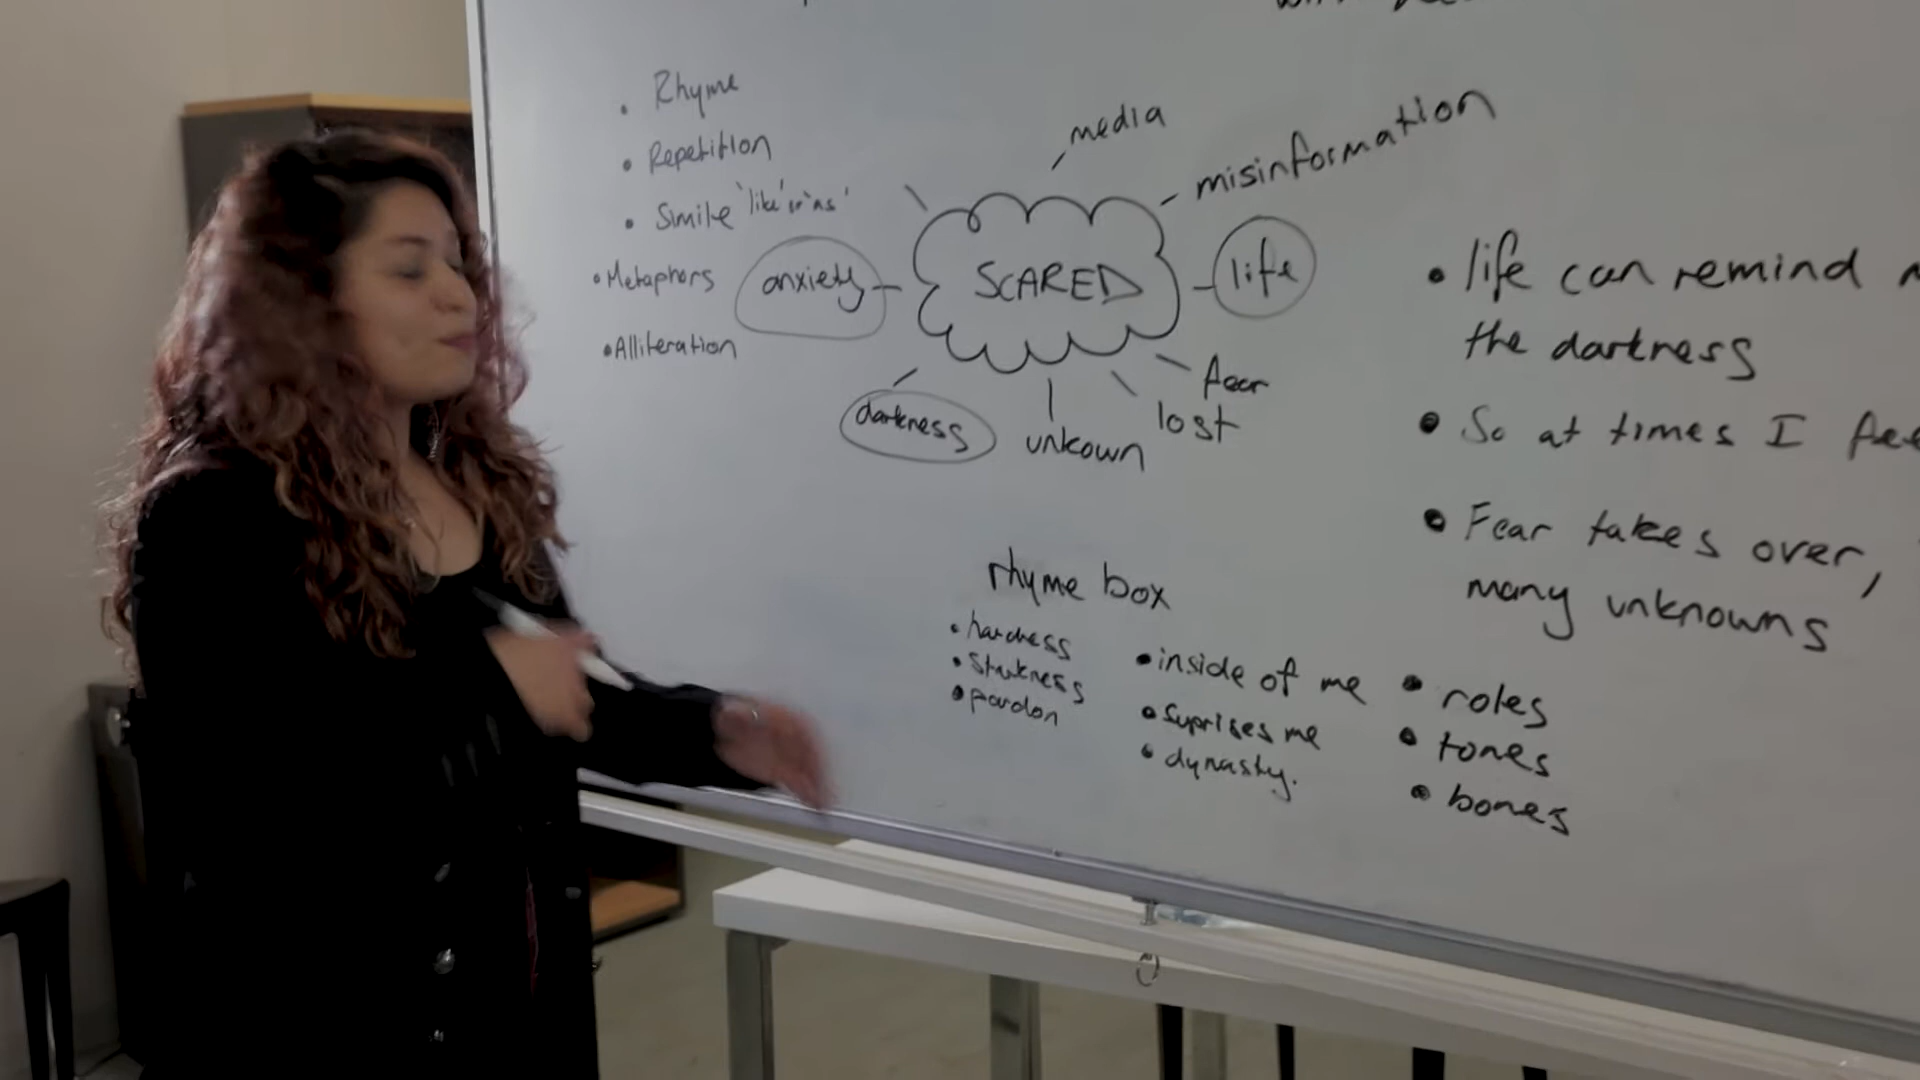 • Rhyme
• Repetition
• Simile 'like' or 'as'
• Metaphors
• Alliteration
media
misinformation
anxiety
SCARED
life
fear
lost
unkown
darkness
• life can remind
the darkness
• So at times I
• Fear takes over,
many unknowns
rhyme box
• hardness
• Starkness
• pardon
• inside of me
• Suprises me
• dynasty.
• roles
• tones
• bones